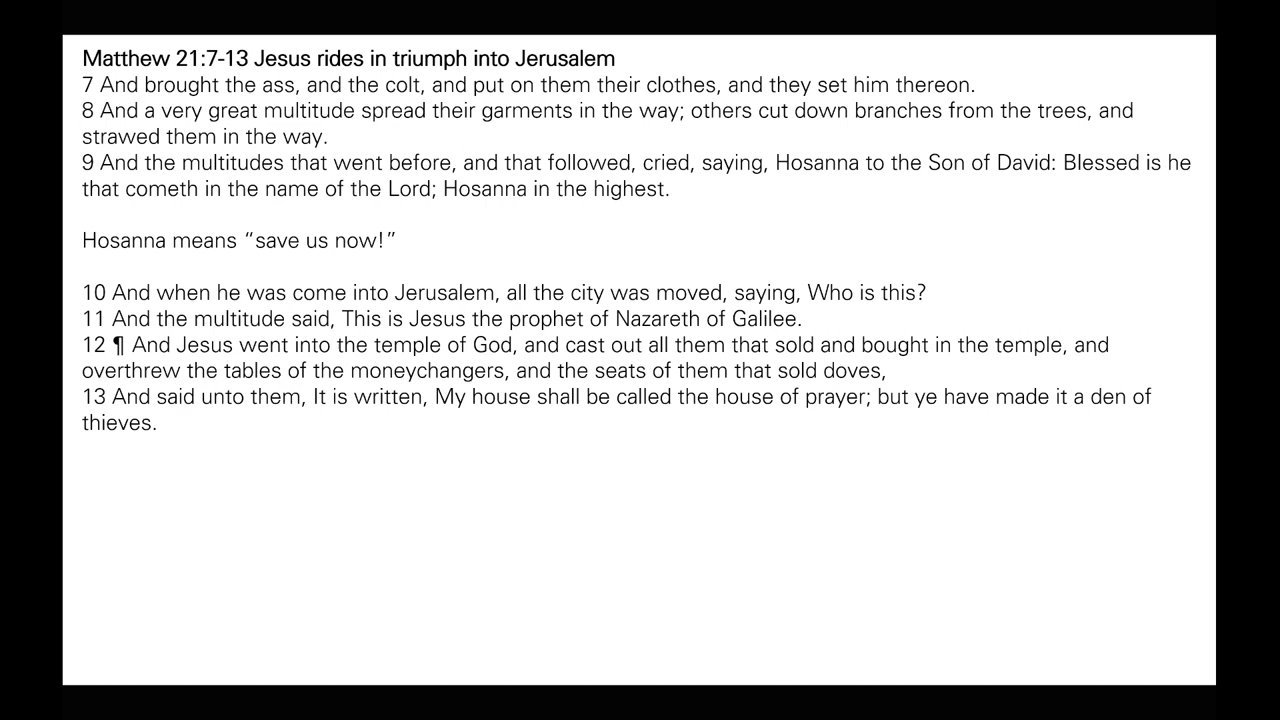 Matthew 21:7-13 Jesus rides in triumph into Jerusalem
7 And brought the ass, and the colt, and put on them their clothes, and they set him thereon.
8 And a very great multitude spread their garments in the way; others cut down branches from the trees, and
strawed them in the way.
9 And the multitudes that went before, and that followed, cried, saying, Hosanna to the Son of David: Blessed is he
that cometh in the name of the Lord; Hosanna in the highest.
Hosanna means “save us now!”
10 And when he was come into Jerusalem, all the city was moved, saying, Who is this?
11 And the multitude said, This is Jesus the prophet of Nazareth of Galilee.
12 ¶ And Jesus went into the temple of God, and cast out all them that sold and bought in the temple, and
overthrew the tables of the moneychangers, and the seats of them that sold doves,
13 And said unto them, It is written, My house shall be called the house of prayer; but ye have made it a den of
thieves.